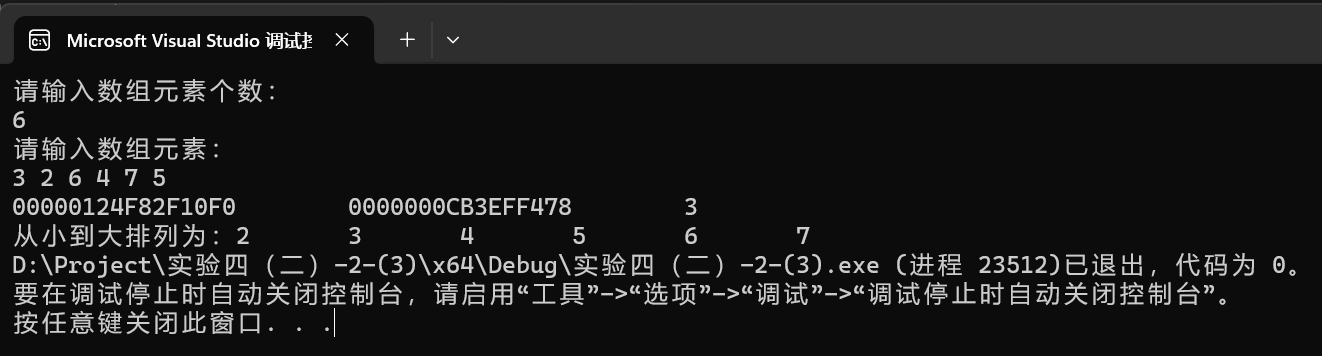 Microsoft Visual Studio 调试控
请输入数组元素个数：
6
请输入数组元素：
3 2 6 4 7 5
00000124F82F10F0 0000000CB3EFF478 3
从小到大排列为：2 3 4 5 6 7
D:\Project\实验四（二）-2-(3)\x64\Debug\实验四（二）-2-(3).exe (进程 23512)已退出，代码为 0。
要在调试停止时自动关闭控制台，请启用“工具”->“选项”->“调试”->“调试停止时自动关闭控制台”。
按任意键关闭此窗口. . .